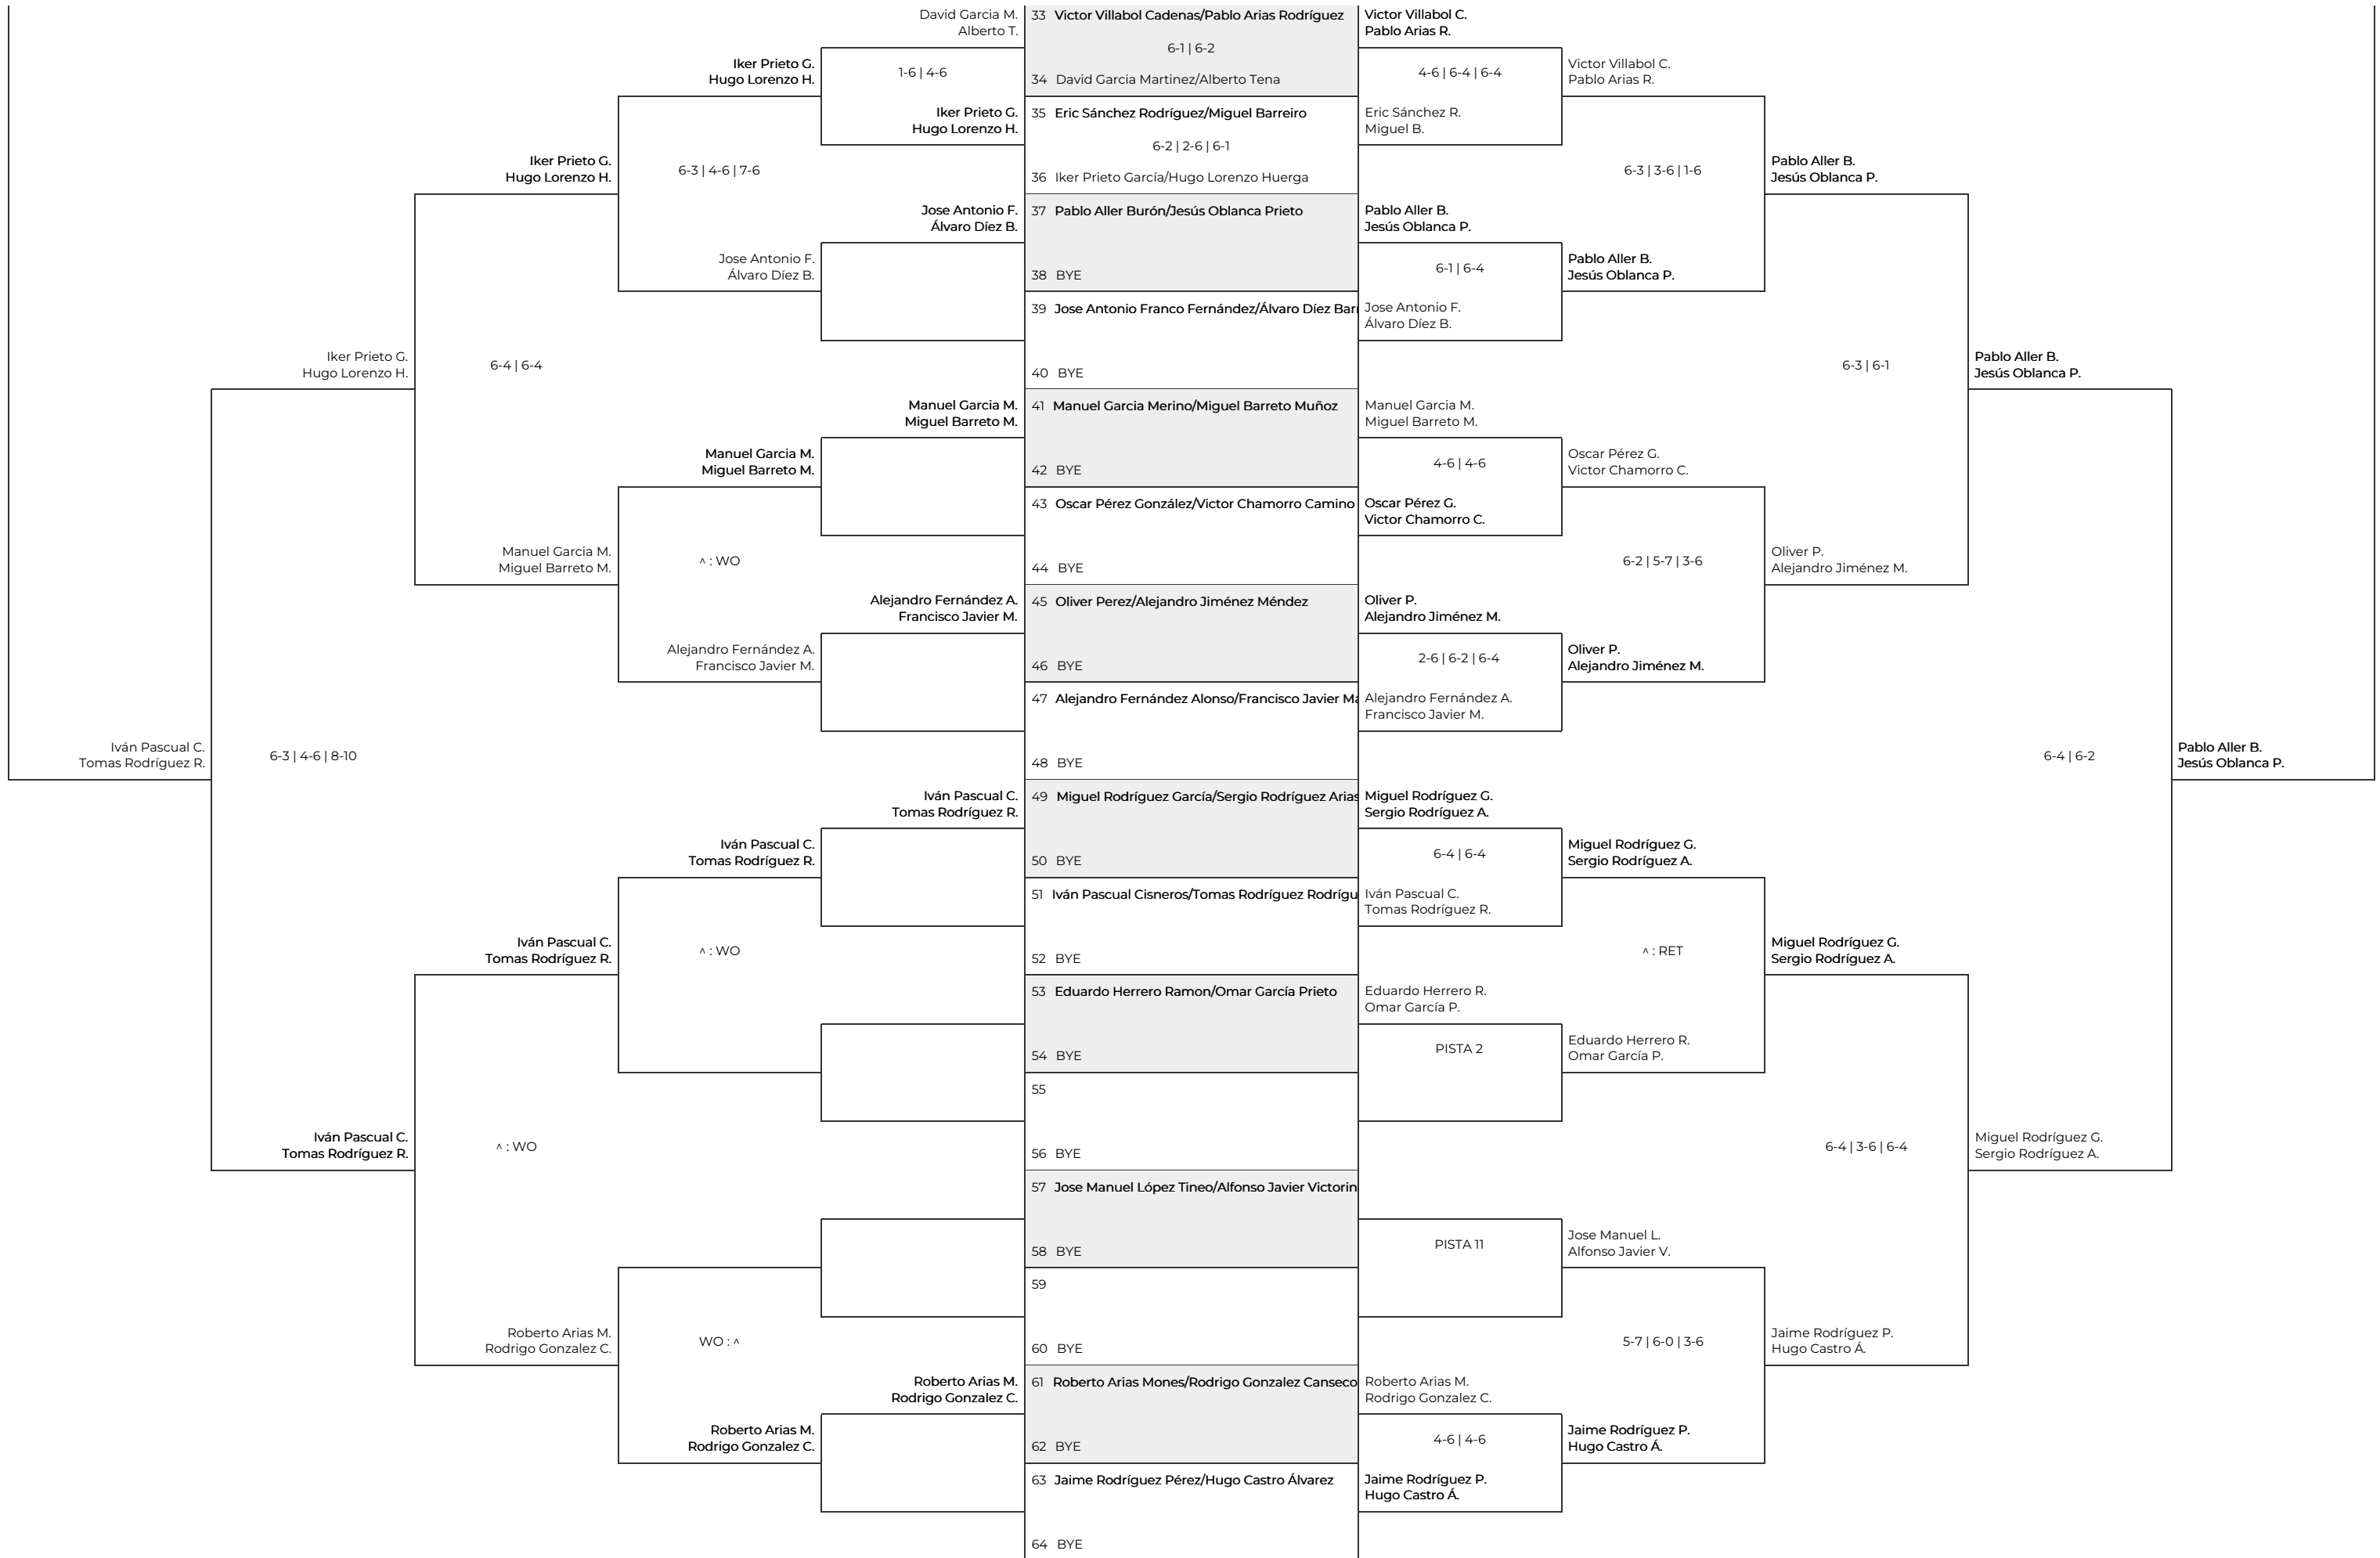 David Garcia M.
Alberto T.
33 Victor Villabol Cadenas/Pablo Arias Rodríguez
Victor Villabol C.
Pablo Arias R.
6-1 | 6-2
Iker Prieto G.
Hugo Lorenzo H.
1-6 | 4-6
34 David Garcia Martinez/Alberto Tena
4-6 | 6-4 | 6-4
Victor Villabol C.
Pablo Arias R.
Iker Prieto G.
Hugo Lorenzo H.
35 Eric Sánchez Rodríguez/Miguel Barreiro
Eric Sánchez R.
Miguel B.
6-2 | 2-6 | 6-1
Iker Prieto G.
Hugo Lorenzo H.
6-3 | 4-6 | 7-6
36 Iker Prieto García/Hugo Lorenzo Huerga
6-3 | 3-6 | 1-6
Pablo Aller B.
Jesús Oblanca P.
Jose Antonio F.
Álvaro Díez B.
37 Pablo Aller Burón/Jesús Oblanca Prieto
Pablo Aller B.
Jesús Oblanca P.
Jose Antonio F.
Álvaro Díez B.
38 BYE
6-1 | 6-4
Pablo Aller B.
Jesús Oblanca P.
39 Jose Antonio Franco Fernández/Álvaro Díez Barr
Jose Antonio F.
Álvaro Díez B.
Iker Prieto G.
Hugo Lorenzo H.
6-4 | 6-4
40 BYE
6-3 | 6-1
Pablo Aller B.
Jesús Oblanca P.
Manuel Garcia M.
Miguel Barreto M.
41 Manuel Garcia Merino/Miguel Barreto Muñoz
Manuel Garcia M.
Miguel Barreto M.
Manuel Garcia M.
Miguel Barreto M.
42 BYE
4-6 | 4-6
Oscar Pérez G.
Victor Chamorro C.
43 Oscar Pérez González/Victor Chamorro Camino
Oscar Pérez G.
Victor Chamorro C.
Manuel Garcia M.
Miguel Barreto M.
^ : WO
44 BYE
6-2 | 5-7 | 3-6
Oliver P.
Alejandro Jiménez M.
Alejandro Fernández A.
Francisco Javier M.
45 Oliver Perez/Alejandro Jiménez Méndez
Oliver P.
Alejandro Jiménez M.
Alejandro Fernández A.
Francisco Javier M.
46 BYE
2-6 | 6-2 | 6-4
Oliver P.
Alejandro Jiménez M.
47 Alejandro Fernández Alonso/Francisco Javier Ma
Alejandro Fernández A.
Francisco Javier M.
Iván Pascual C.
Tomas Rodríguez R.
6-3 | 4-6 | 8-10
48 BYE
6-4 | 6-2
Pablo Aller B.
Jesús Oblanca P.
Iván Pascual C.
Tomas Rodríguez R.
49 Miguel Rodríguez García/Sergio Rodríguez Arias
Miguel Rodríguez G.
Sergio Rodríguez A.
Iván Pascual C.
Tomas Rodríguez R.
50 BYE
6-4 | 6-4
Miguel Rodríguez G.
Sergio Rodríguez A.
51 Iván Pascual Cisneros/Tomas Rodríguez Rodrígu
Iván Pascual C.
Tomas Rodríguez R.
Iván Pascual C.
Tomas Rodríguez R.
^ : WO
52 BYE
^ : RET
Miguel Rodríguez G.
Sergio Rodríguez A.
53 Eduardo Herrero Ramon/Omar García Prieto
Eduardo Herrero R.
Omar García P.
54 BYE
PISTA 2
Eduardo Herrero R.
Omar García P.
55
Iván Pascual C.
Tomas Rodríguez R.
^ : WO
56 BYE
6-4 | 3-6 | 6-4
Miguel Rodríguez G.
Sergio Rodríguez A.
57 Jose Manuel López Tineo/Alfonso Javier Victorin
58 BYE
PISTA 11
Jose Manuel L.
Alfonso Javier V.
59
Roberto Arias M.
Rodrigo Gonzalez C.
WO : ^
60 BYE
5-7 | 6-0 | 3-6
Jaime Rodríguez P.
Hugo Castro Á.
Roberto Arias M.
Rodrigo Gonzalez C.
61 Roberto Arias Mones/Rodrigo Gonzalez Canseco
Roberto Arias M.
Rodrigo Gonzalez C.
Roberto Arias M.
Rodrigo Gonzalez C.
62 BYE
4-6 | 4-6
Jaime Rodríguez P.
Hugo Castro Á.
63 Jaime Rodríguez Pérez/Hugo Castro Álvarez
Jaime Rodríguez P.
Hugo Castro Á.
64 BYE